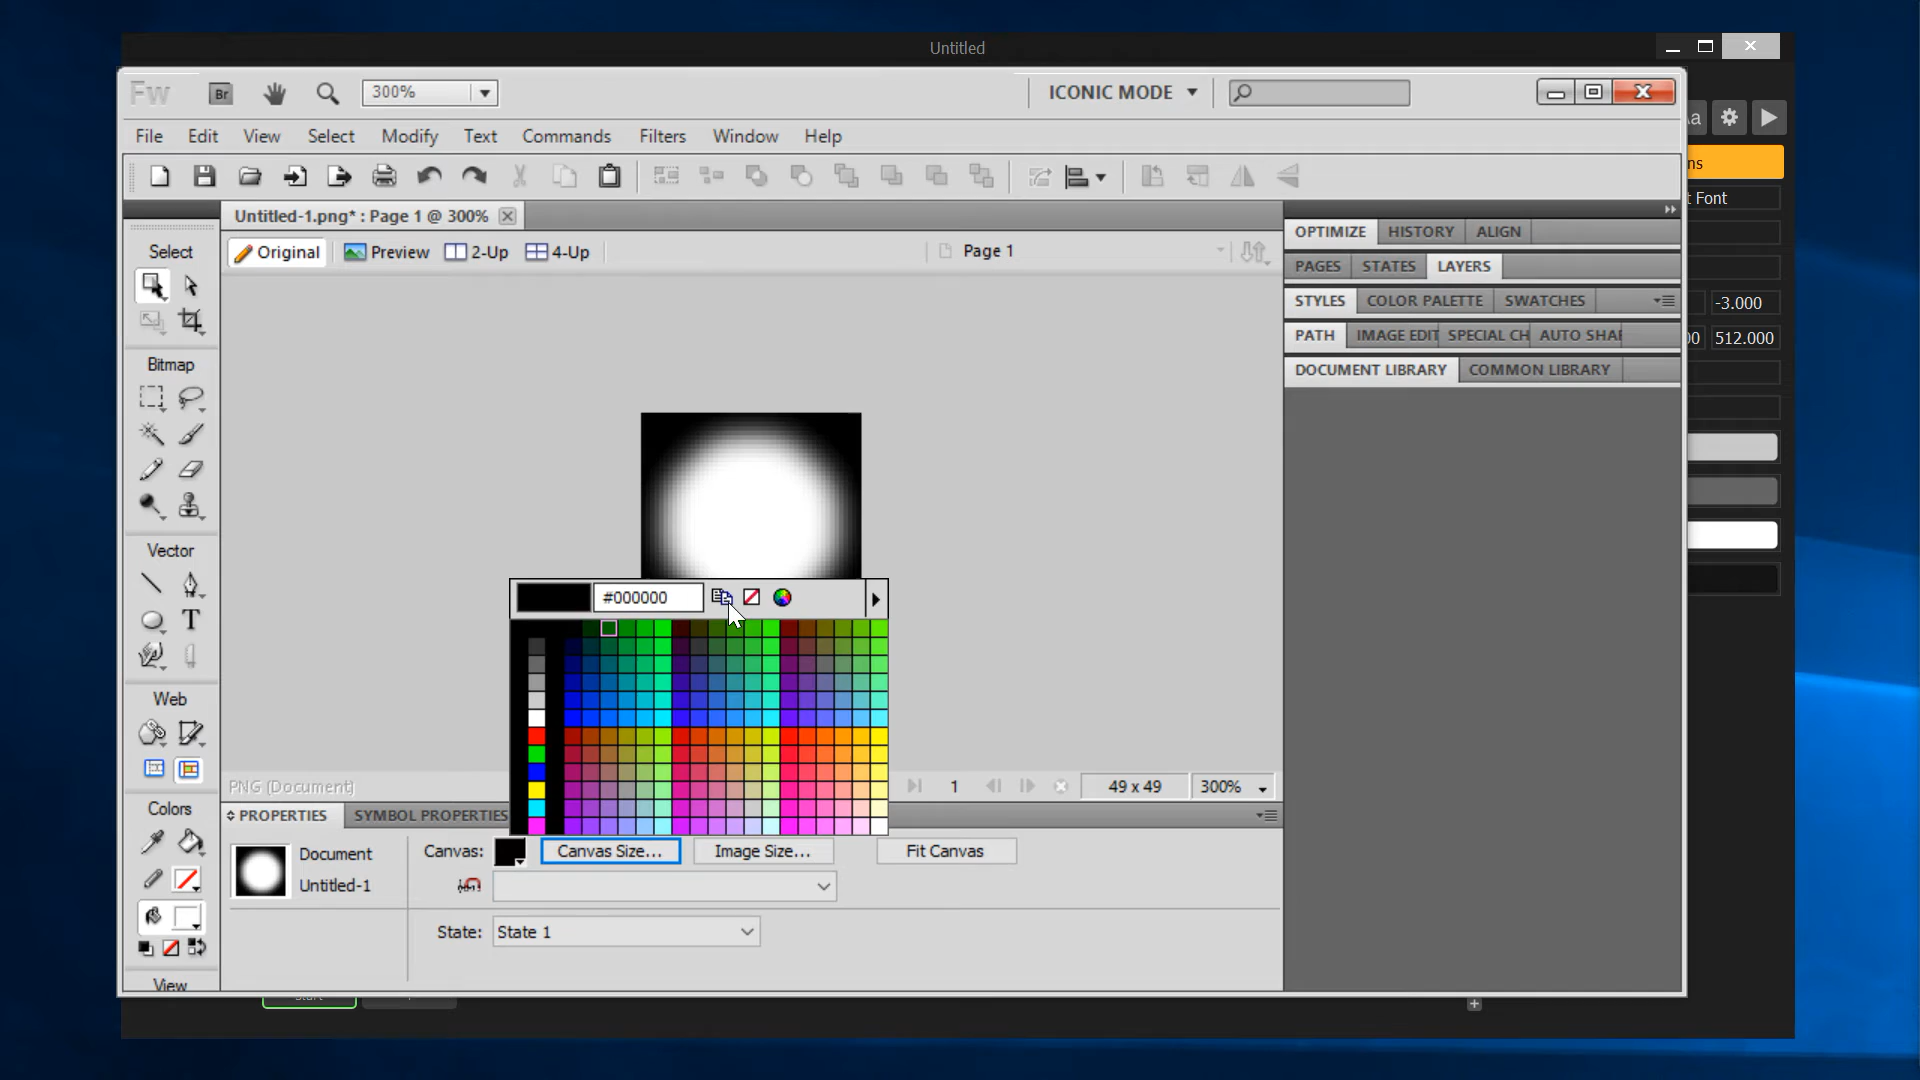 Untitled
Fw
Br
300%
ICONIC MODE
File
Edit
View
Select
Modify
Text
Commands
Filters
Window
Help
Aa
ns
Untitled-1.png* : Page 1 @ 300%
t Font
Original
Preview
2-Up
4-Up
Page 1
OPTIMIZE
HISTORY
ALIGN
PAGES
STATES
LAYERS
STYLES
COLOR PALETTE
SWATCHES
-3.000
PATH
IMAGE EDIT
SPECIAL CH
AUTO SHA
00
512.000
DOCUMENT LIBRARY
COMMON LIBRARY
Select
Bitmap
Vector
T
Web
Colors
View
#000000
PNG (Document)
1
49 x 49
300%
PROPERTIES
SYMBOL PROPERTIES
Document
Untitled-1
Canvas:
Canvas Size...
Image Size...
Fit Canvas
State:
State 1